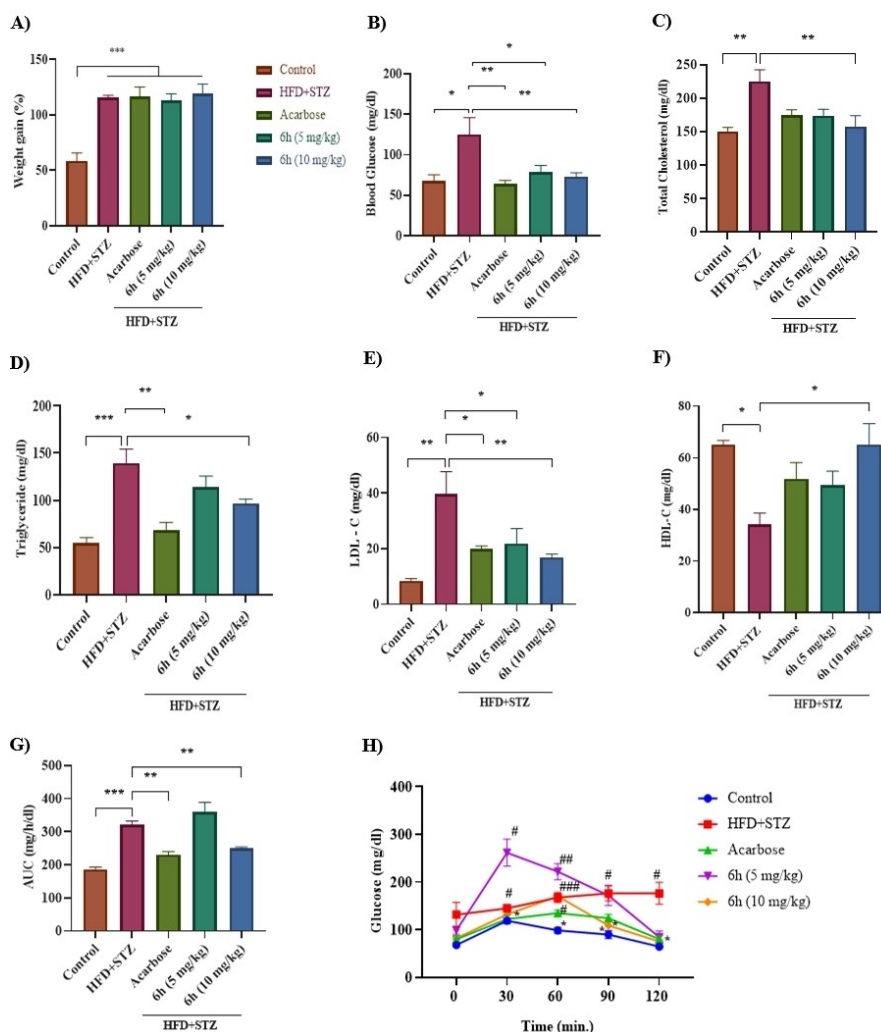 A)
***
Weight gain (%)
150
100
50
0
Control
HFD+STZ
Acarbose
6h (5 mg/kg)
6h (10 mg/kg)
HFD+STZ
Control
HFD+STZ
Acarbose
6h (5 mg/kg)
6h (10 mg/kg)
B)
*
**
*
**
Blood Glucose (mg/dl)
200
150
100
50
0
Control
HFD+STZ
Acarbose
6h (5 mg/kg)
6h (10 mg/kg)
HFD+STZ
C)
**
**
Total Cholesterol (mg/dl)
250
200
150
100
50
0
Control
HFD+STZ
Acarbose
6h (5 mg/kg)
6h (10 mg/kg)
HFD+STZ
D)
**
***
*
Triglyceride (mg/dl)
200
150
100
50
0
Control
HFD+STZ
Acarbose
6h (5 mg/kg)
6h (10 mg/kg)
HFD+STZ
E)
*
*
**
**
LDL - C (mg/dl)
60
40
20
0
Control
HFD+STZ
Acarbose
6h (5 mg/kg)
6h (10 mg/kg)
HFD+STZ
F)
*
*
HDL-C (mg/dl)
80
60
40
20
0
Control
HFD+STZ
Acarbose
6h (5 mg/kg)
6h (10 mg/kg)
HFD+STZ
G)
**
**
***
AUC (mg/h/dl)
500
400
300
200
100
0
Control
HFD+STZ
Acarbose
6h (5 mg/kg)
6h (10 mg/kg)
HFD+STZ
H)
Glucose (mg/dl)
400
300
200
100
0
Control
HFD+STZ
Acarbose
6h (5 mg/kg)
6h (10 mg/kg)
#
##
# ### # #
* # * * * *
0 30 60 90 120
Time (min.)